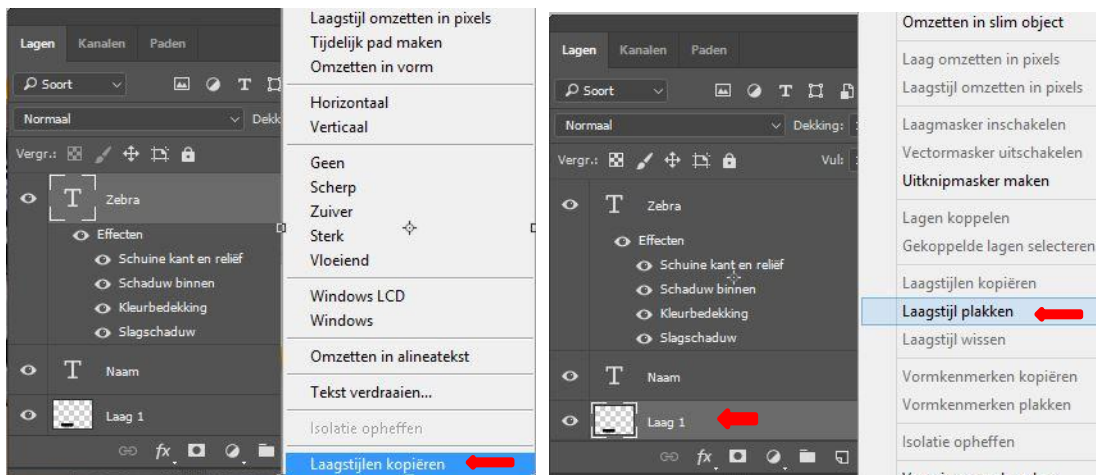 Lagen Kanalen Paden
Soort
Normaal Dekk
Vergr.:
T Zebra
Effecten
Schuine kant en reliëf
Schaduw binnen
Kleurbedekking
Slagschaduw
T Naam
Laag 1
fx
Laagstijl omzetten in pixels
Tijdelijk pad maken
Omzetten in vorm
Horizontaal
Verticaal
Geen
Scherp
Zuiver
Sterk
Vloeiend
Windows LCD
Windows
Omzetten in alineatekst
Tekst verdraaien...
Isolatie opheffen
Laagstijlen kopiëren
Lagen Kanalen Paden
Soort
Normaal Dekking:
Vergr.: Vul:
T Zebra
Effecten
Schuine kant en reliëf
Schaduw binnen
Kleurbedekking
Slagschaduw
T Naam
Laag 1
fx
Omzetten in slim object
Laag omzetten in pixels
Laagstijl omzetten in pixels
Laagmasker inschakelen
Vectormasker uitschakelen
Uitknipmasker maken
Lagen koppelen
Gekoppelde lagen selecteren
Laagstijlen kopiëren
Laagstijl plakken
Laagstijl wissen
Vormkenmerken kopiëren
Vormkenmerken plakken
Isolatie opheffen